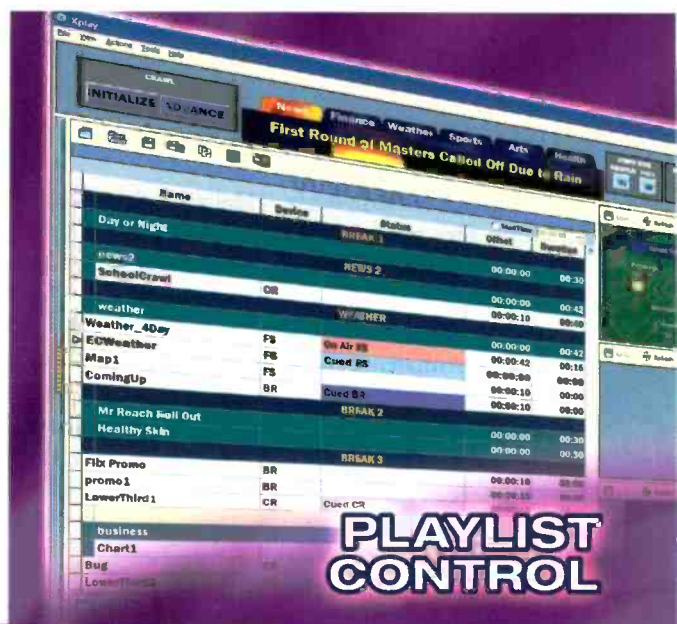 Xplay
File View Actions Tools Help
CRAWL
INITIALIZE ADVANCE
News Finance Weather Sports Arts Health
First Round of Masters Called Off Due to Rain
Name Device Status Offset Duration
BREAK 1
Day or Night 00:00:00 00:30
NEWS 2
news2 00:00:00 00:42
SchoolCrawl CR 00:00:10
WEATHER
weather 00:00:00 00:42
Weather_4Day FS On Air FS 00:00:42 00:15
ECWeather FS Cued FS 00:00:00 00:00
Map1 FS 00:00:10 00:00
ComingUp BR Cued BR 00:00:10 00:00
BREAK 2
Mr Roach Roll Out 00:00:00 00:30
Healthy Skin 00:00:00 00:30
BREAK 3
Flix Promo BR 00:00:10
promo1 BR
LowerThird1 CR Cued CR
business
Chart1
Bug
PLAYLIST
CONTROL